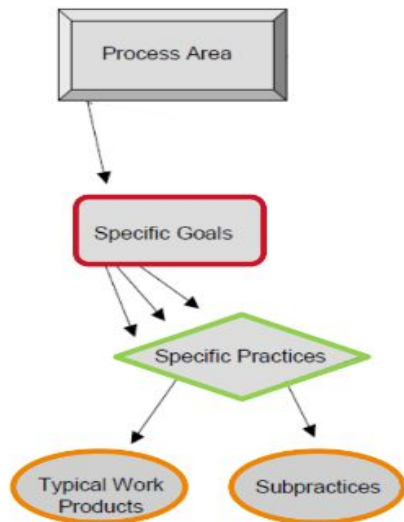 Process Area
Specific Goals
Specific Practices
Typical Work
Products
Subpractices